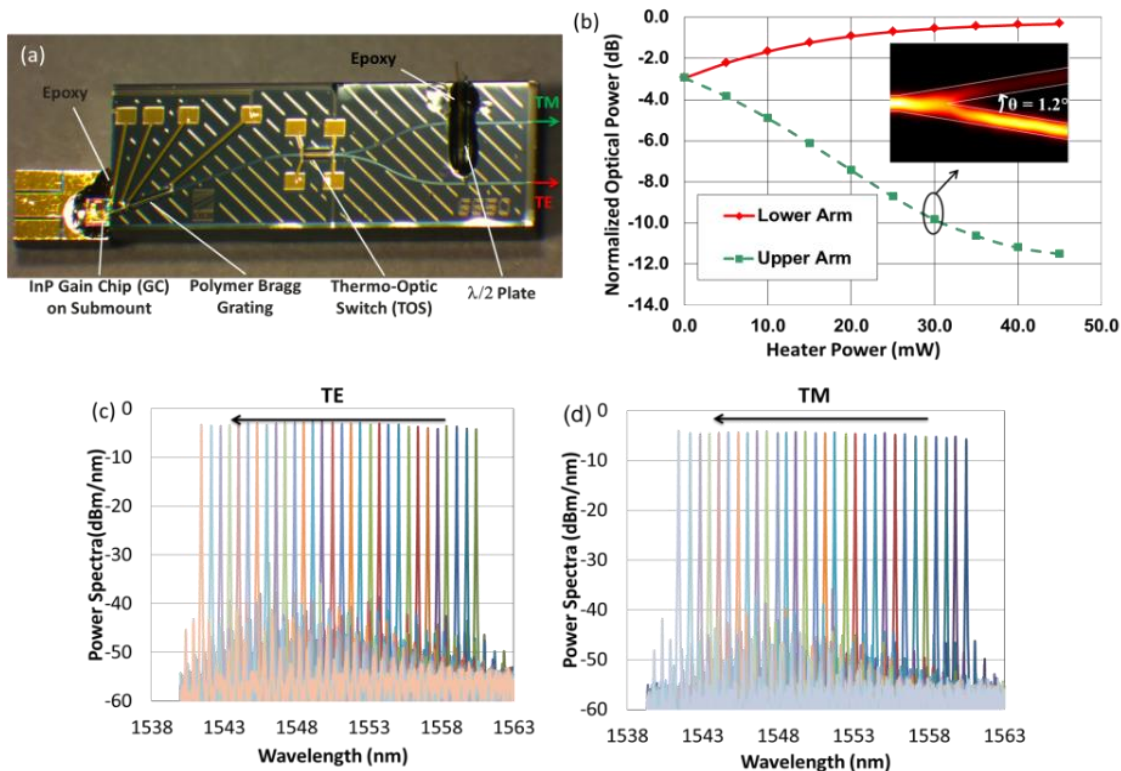 (a)
Epoxy
Epoxy
TM
TE
InP Gain Chip (GC)
on Submount
Polymer Bragg
Grating
Thermo-Optic
Switch (TOS)
λ/2 Plate
(b)
Normalized Optical Power (dB)
0.0
-2.0
-4.0
-6.0
-8.0
-10.0
-12.0
-14.0
θ = 1.2°
Lower Arm
Upper Arm
0.0 10.0 20.0 30.0 40.0 50.0
Heater Power (mW)
(c)
TE
Power Spectra(dBm/nm)
0
-10
-20
-30
-40
-50
-60
1538 1543 1548 1553 1558 1563
Wavelength (nm)
(d)
TM
Power Spectra (dBm/nm)
0
-10
-20
-30
-40
-50
-60
1538 1543 1548 1553 1558 1563
Wavelength (nm)